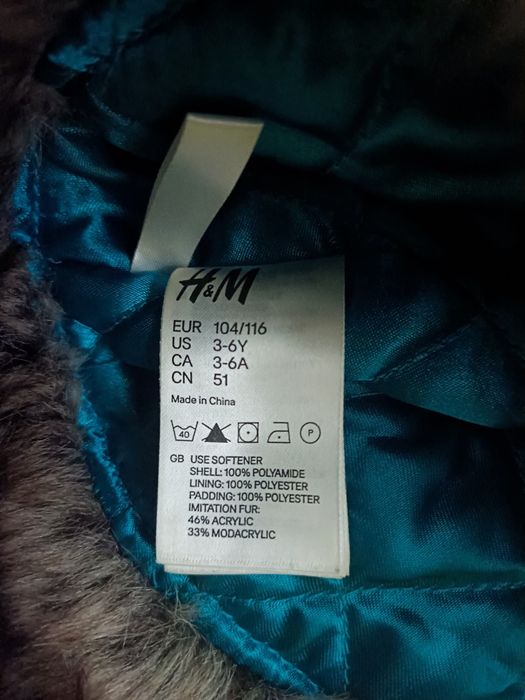 H&M
EUR 104/116
US 3-6Y
CA 3-6A
CN 51
Made in China
40 P
GB USE SOFTENER
SHELL: 100% POLYAMIDE
LINING: 100% POLYESTER
PADDING: 100% POLYESTER
IMITATION FUR:
46% ACRYLIC
33% MODACRYLIC